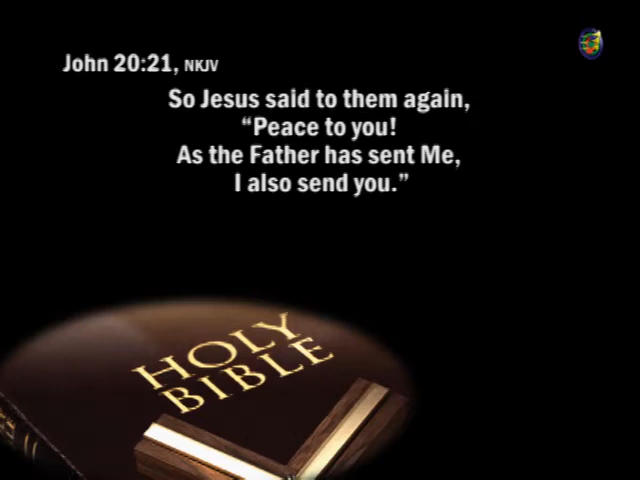 John 20:21, NKJV
So Jesus said to them again,
“Peace to you!
As the Father has sent Me,
I also send you.”
HOLY
BIBLE